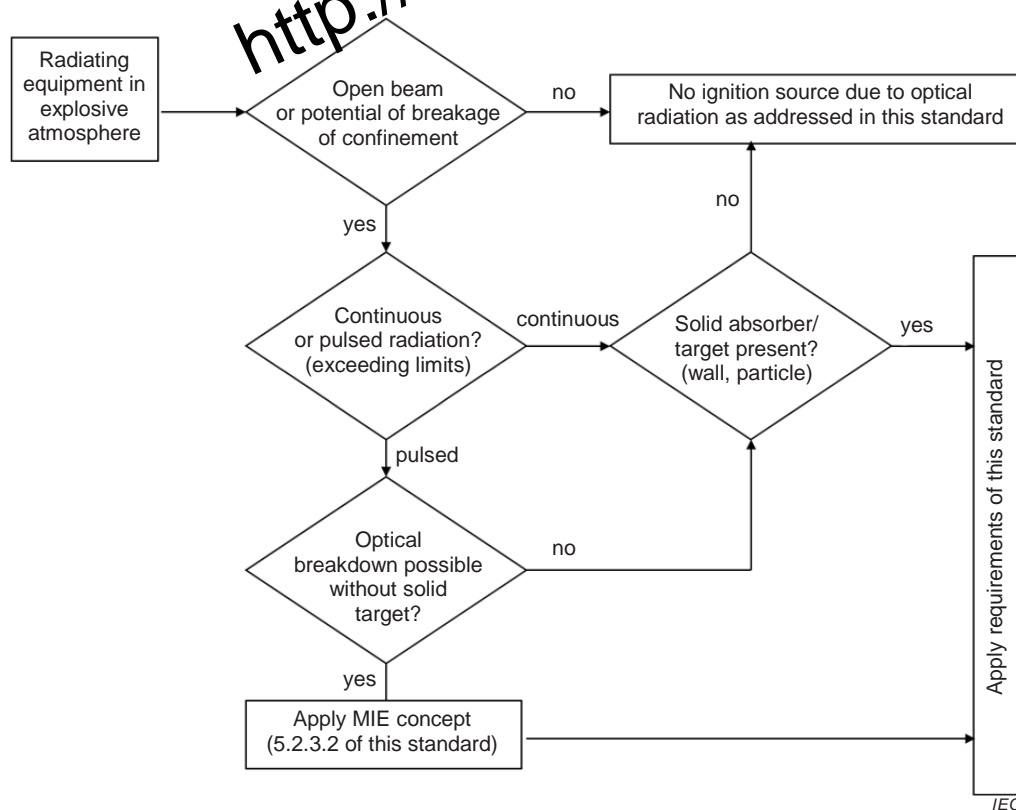 http://
Radiating
equipment in
explosive
atmosphere
Open beam
or potential of breakage
of confinement
no
No ignition source due to optical
radiation as addressed in this standard
yes
no
Continuous
or pulsed radiation?
(exceeding limits)
continuous
Solid absorber/
target present?
(wall, particle)
yes
Apply requirements of this standard
pulsed
Optical
breakdown possible
without solid
target?
no
yes
Apply MIE concept
(5.2.3.2 of this standard)
IEC